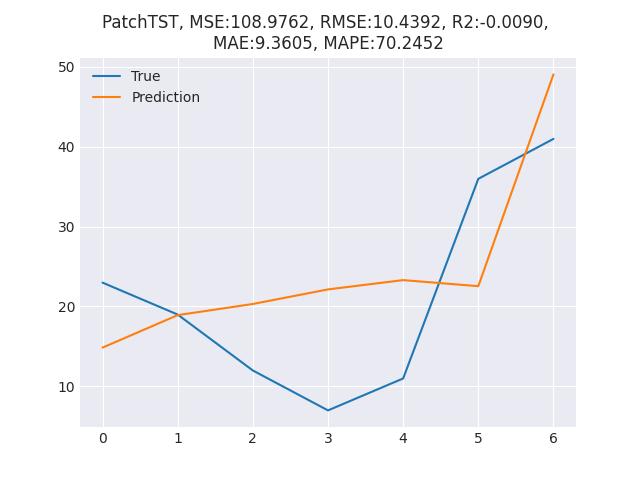 PatchTST, MSE:108.9762, RMSE:10.4392, R2:-0.0090,
MAE:9.3605, MAPE:70.2452
True
Prediction
50
40
30
20
10
0 1 2 3 4 5 6